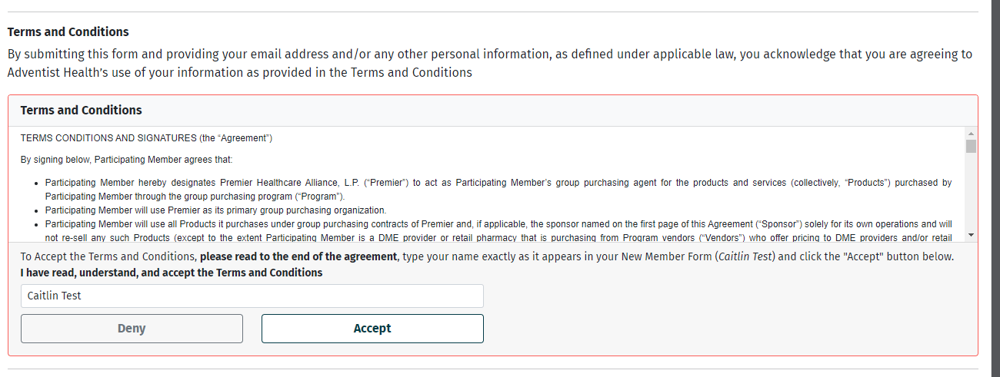 Terms and Conditions
By submitting this form and providing your email address and/or any other personal information, as defined under applicable law, you acknowledge that you are agreeing to
Adventist Health's use of your information as provided in the Terms and Conditions
Terms and Conditions
TERMS CONDITIONS AND SIGNATURES (the “Agreement”)
By signing below, Participating Member agrees that:
• Participating Member hereby designates Premier Healthcare Alliance, L.P. (“Premier”) to act as Participating Member’s group purchasing agent for the products and services (collectively, “Products”) purchased by
Participating Member through the group purchasing program (“Program”).
• Participating Member will use Premier as its primary group purchasing organization.
• Participating Member will use all Products it purchases under group purchasing contracts of Premier and, if applicable, the sponsor named on the first page of this Agreement (“Sponsor”) solely for its own operations and will
not re-sell any such Products (except to the extent Participating Member is a DME provider or retail pharmacy that is purchasing from Program vendors (“Vendors”) who offer pricing to DME providers and/or retail
To Accept the Terms and Conditions, please read to the end of the agreement, type your name exactly as it appears in your New Member Form (Caitlin Test) and click the "Accept" button below.
I have read, understand, and accept the Terms and Conditions
Caitlin Test
Deny
Accept